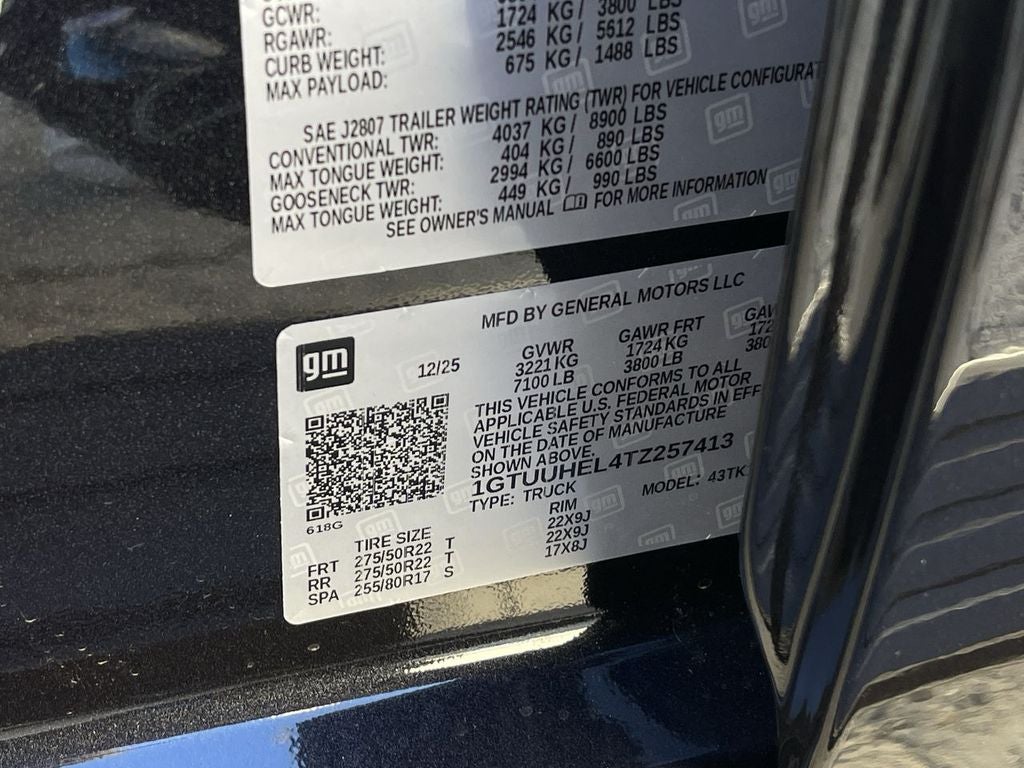 GCWR:
RGAWR: 1724 KG / 3800 LBS
CURB WEIGHT: 2546 KG / 5612 LBS
MAX PAYLOAD: 675 KG / 1488 LBS
SAE J2807 TRAILER WEIGHT RATING (TWR) FOR VEHICLE CONFIGURAT
CONVENTIONAL TWR: 4037 KG / 8900 LBS
MAX TONGUE WEIGHT: 404 KG / 890 LBS
GOOSENECK TWR: 2994 KG / 6600 LBS
MAX TONGUE WEIGHT: 449 KG / 990 LBS
SEE OWNER'S MANUAL FOR MORE INFORMATION
MFD BY GENERAL MOTORS LLC
gm
12/25
GVWR GAWR FRT GAW
3221 KG 1724 KG 172
7100 LB 3800 LB 380
THIS VEHICLE CONFORMS TO ALL
APPLICABLE U.S. FEDERAL MOTOR
VEHICLE SAFETY STANDARDS IN EFF
ON THE DATE OF MANUFACTURE
SHOWN ABOVE.
1GTUUHEL4TZ257413
TYPE: TRUCK MODEL: 43TK
618G
TIRE SIZE RIM
FRT 275/50R22 T 22X9J
RR 275/50R22 T 22X9J
SPA 255/80R17 S 17X8J